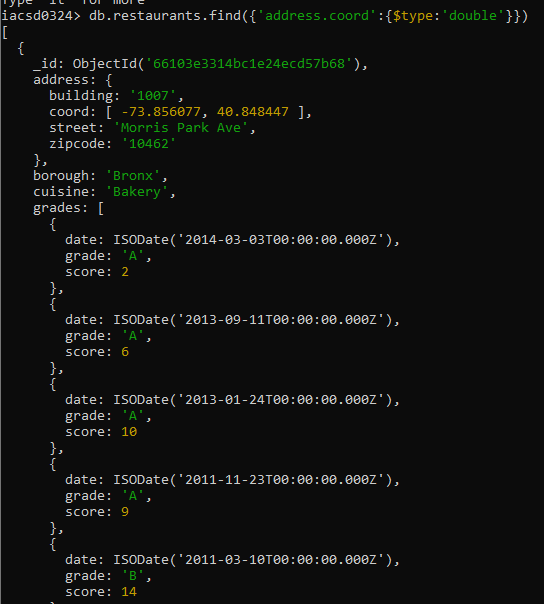 Type "it" for more
iacsd0324> db.restaurants.find({'address.coord':{$type:'double'}})
[
  {
    _id: ObjectId('66103e3314bc1e24ecd57b68'),
    address: {
      building: '1007',
      coord: [ -73.856077, 40.848447 ],
      street: 'Morris Park Ave',
      zipcode: '10462'
    },
    borough: 'Bronx',
    cuisine: 'Bakery',
    grades: [
      {
        date: ISODate('2014-03-03T00:00:00.000Z'),
        grade: 'A',
        score: 2
      },
      {
        date: ISODate('2013-09-11T00:00:00.000Z'),
        grade: 'A',
        score: 6
      },
      {
        date: ISODate('2013-01-24T00:00:00.000Z'),
        grade: 'A',
        score: 10
      },
      {
        date: ISODate('2011-11-23T00:00:00.000Z'),
        grade: 'A',
        score: 9
      },
      {
        date: ISODate('2011-03-10T00:00:00.000Z'),
        grade: 'B',
        score: 14